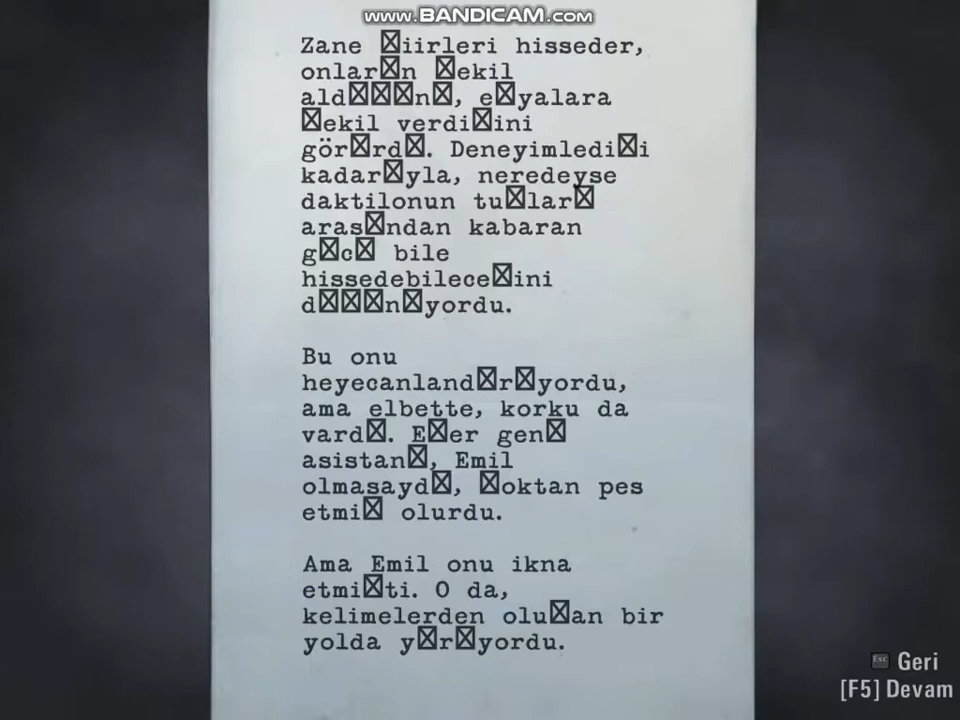 www.BANDICAM.com
Zane ☒iirleri hisseder,
onlar☒n ☒ekil
ald☒☒☒n☒, e☒yalara
☒ekil verdi☒ini
gör☒rd☒. Deneyimledi☒i
kadar☒yla, neredeyse
daktilonun tu☒lar☒
aras☒ndan kabaran
g☒c☒ bile
hissedebilece☒ini
d☒☒☒n☒yordu.
Bu onu
heyecanland☒r☒yordu,
ama elbette, korku da
vard☒. E☒er gen☒
asistan☒, Emil
olmasayd☒, ☒oktan pes
etmi☒ olurdu.
Ama Emil onu ikna
etmi☒ti. O da,
kelimelerden olu☒an bir
yolda y☒r☒yordu.
Esc Geri
[F5] Devam